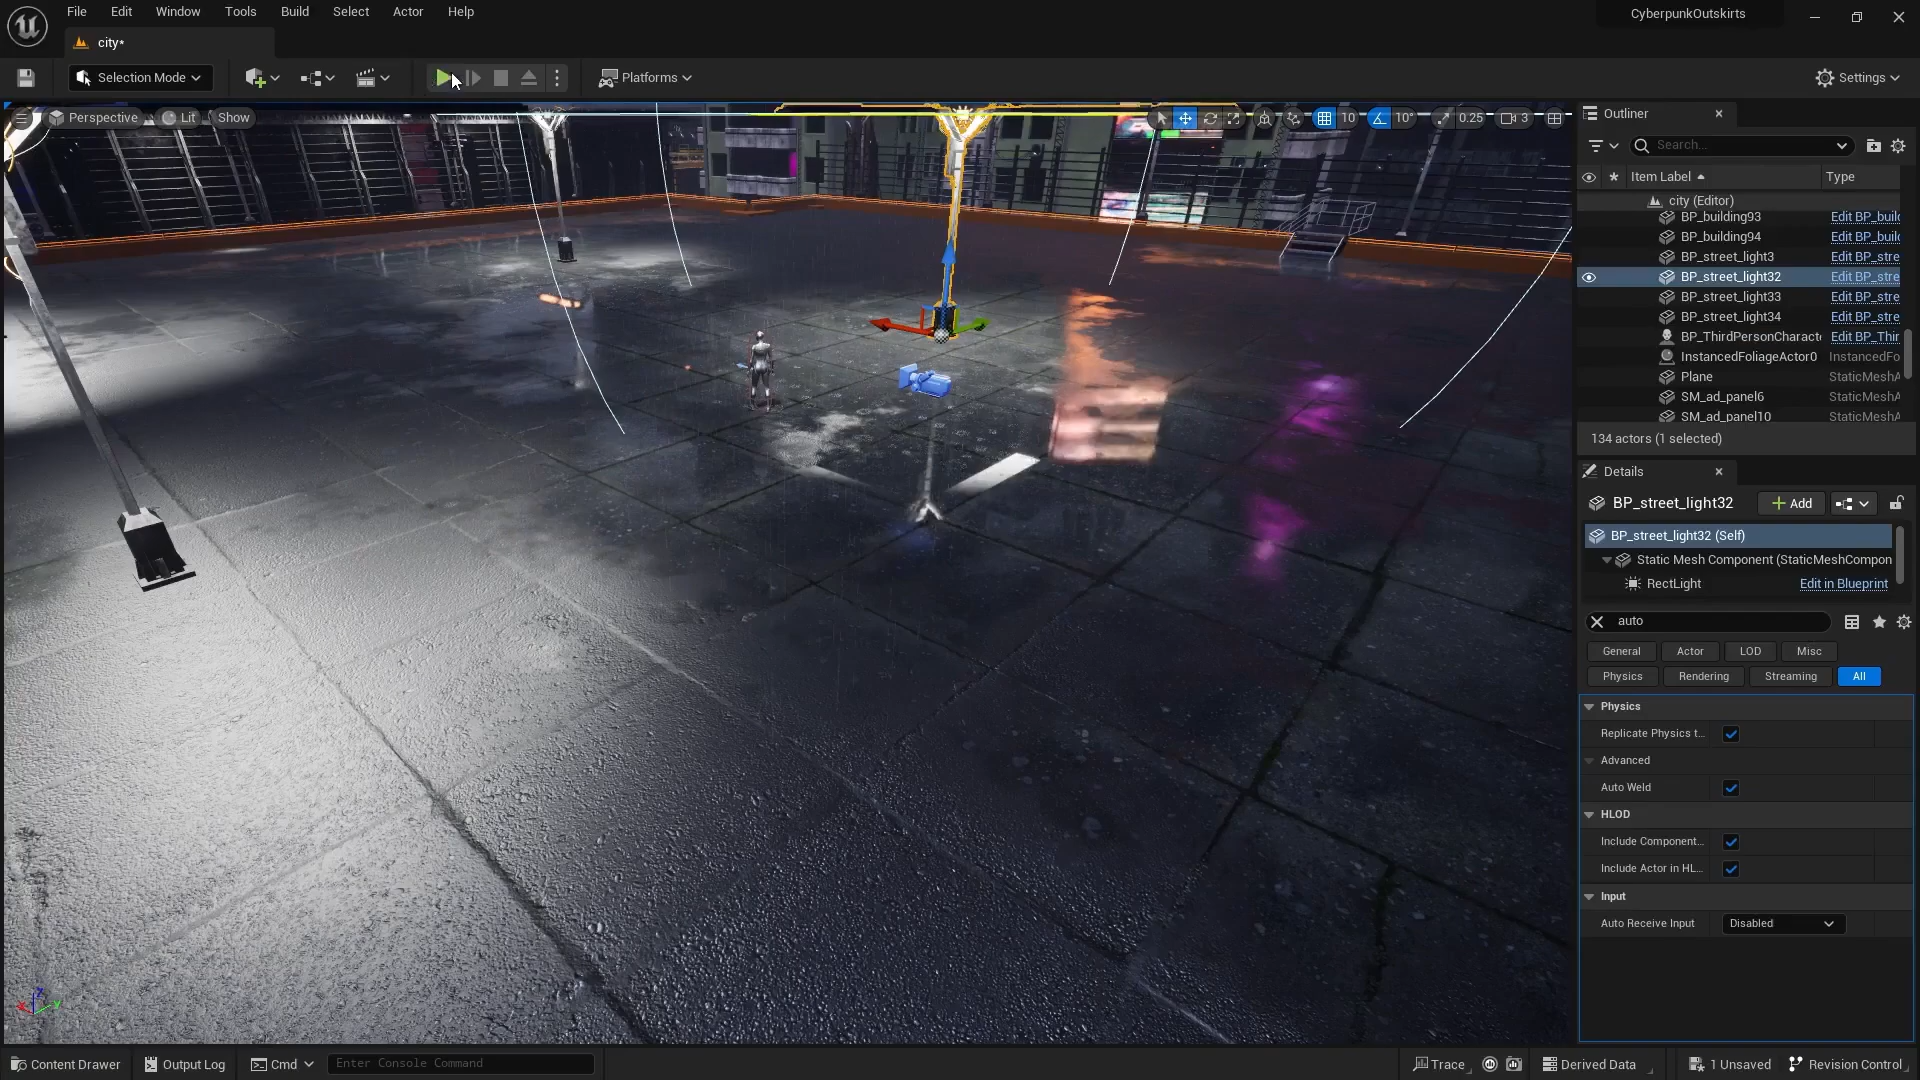 File Edit Window Tools Build Select Actor Help
CyberpunkOutskirts
city*
Selection Mode
Platforms
Settings
Perspective Lit Show
10 10° 0.25 3
Outliner
Search...
Item Label Type
city (Editor)
BP_building93 Edit BP_buil
BP_building94 Edit BP_buil
BP_street_light3 Edit BP_stre
BP_street_light32 Edit BP_stre
BP_street_light33 Edit BP_stre
BP_street_light34 Edit BP_stre
BP_ThirdPersonCharact Edit BP_Thir
InstancedFoliageActor0 InstancedFo
Plane StaticMeshA
SM_ad_panel6 StaticMeshA
SM_ad_panel10 StaticMeshA
134 actors (1 selected)
Details
BP_street_light32 Add
BP_street_light32 (Self)
Static Mesh Component (StaticMeshCompon
RectLight Edit in Blueprint
auto
General Actor LOD Misc
Physics Rendering Streaming All
Physics
Replicate Physics t...
Advanced
Auto Weld
HLOD
Include Component...
Include Actor in HL...
Input
Auto Receive Input Disabled
Content Drawer Output Log Cmd Enter Console Command Trace Derived Data 1 Unsaved Revision Control